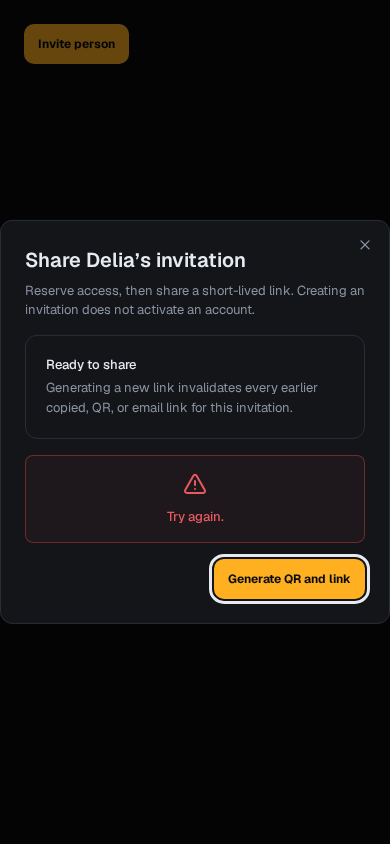 Invite person
Share Delia’s invitation
Reserve access, then share a short-lived link. Creating an
invitation does not activate an account.
Ready to share
Generating a new link invalidates every earlier
copied, QR, or email link for this invitation.
Try again.
Generate QR and link